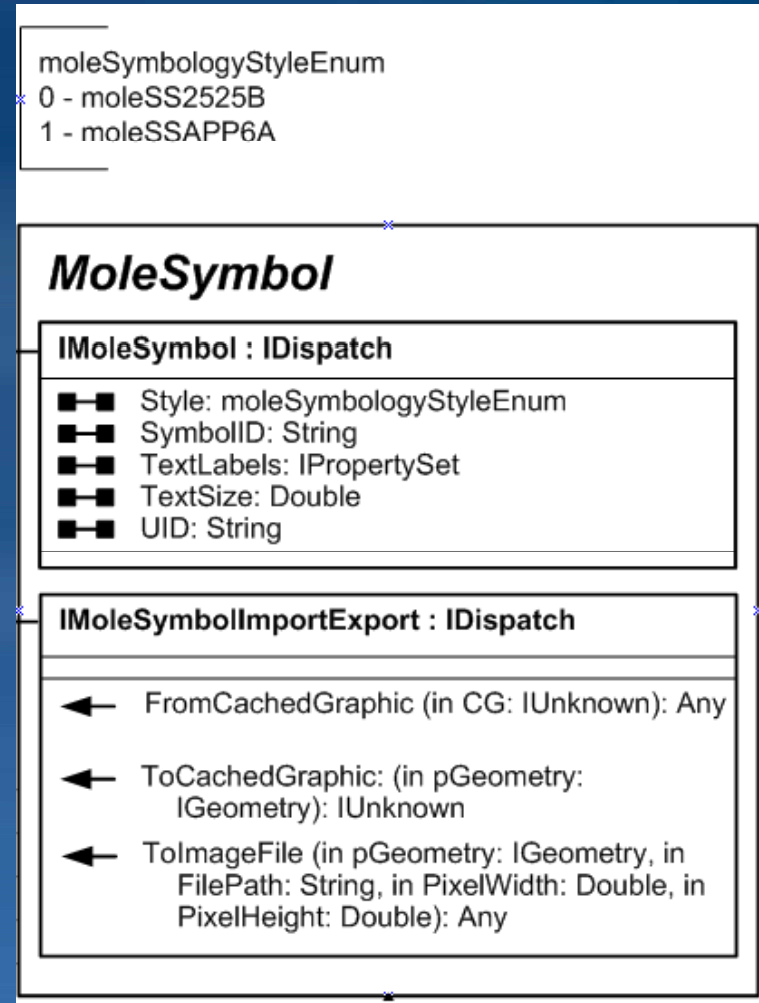 moleSymbologyStyleEnum
0 - moleSS2525B
1 - moleSSAPP6A
MoleSymbol
IMoleSymbol : IDispatch
Style: moleSymbologyStyleEnum
SymbolID: String
TextLabels: IPropertySet
TextSize: Double
UID: String
IMoleSymbolImportExport : IDispatch
FromCachedGraphic (in CG: IUnknown): Any
ToCachedGraphic: (in pGeometry:
IGeometry): IUnknown
ToImageFile (in pGeometry: IGeometry, in
FilePath: String, in PixelWidth: Double, in
PixelHeight: Double): Any